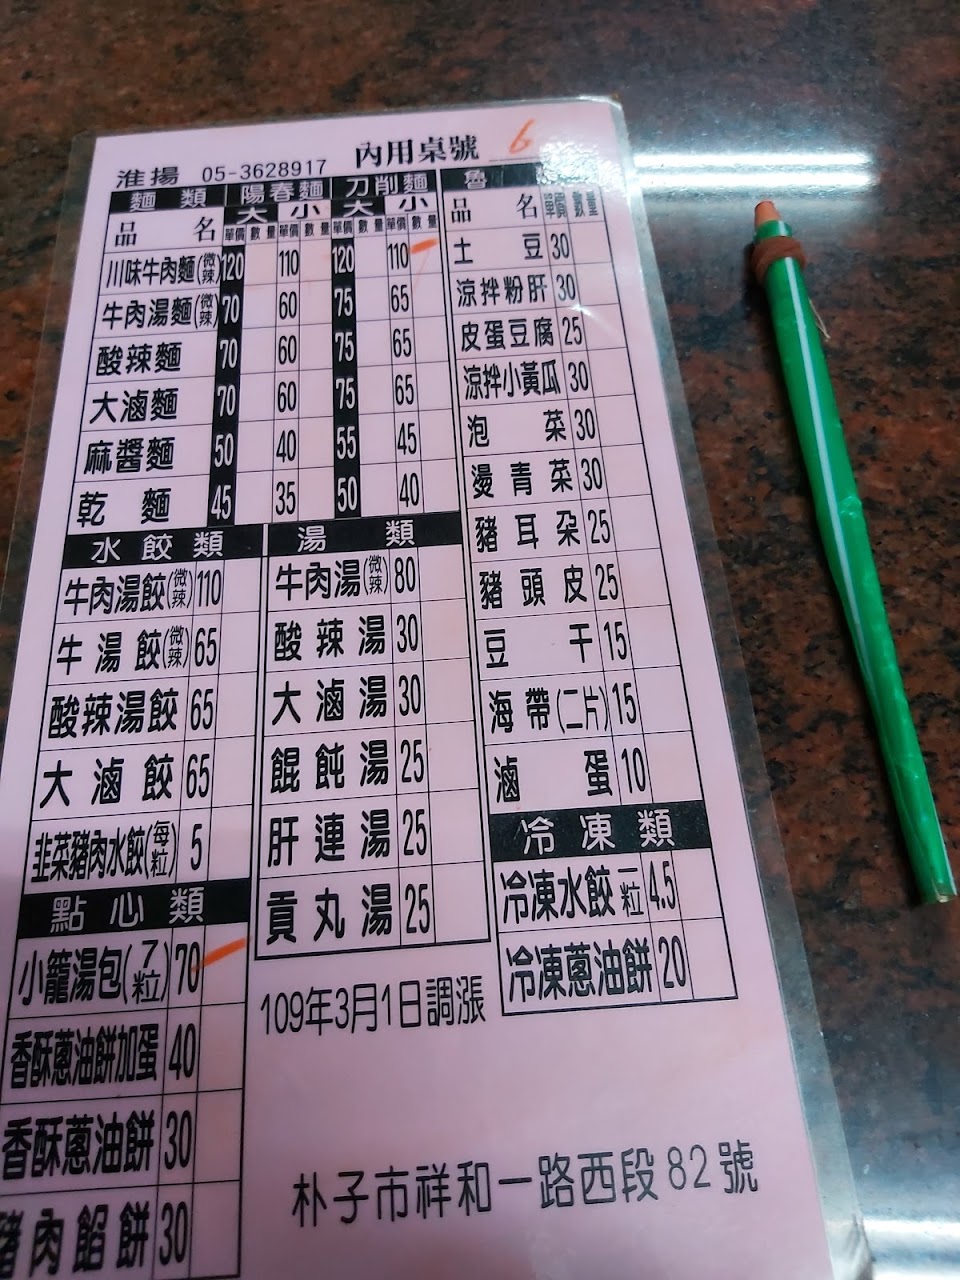 內用桌號 6
淮揚 05-3628917
麵類 陽春麵 刀削麵
大 小 大 小
品名 單價 數量 單價 數量 單價 數量 單價 數量
川味牛肉麵(微辣) 120 110 120 110
牛肉湯麵(微辣) 70 60 75 65
酸辣麵 70 60 75 65
大滷麵 70 60 75 65
麻醬麵 50 40 55 45
乾麵 45 35 50 40
水餃類
牛肉湯餃(微辣) 110
牛湯餃(微辣) 65
酸辣湯餃 65
大滷餃 65
韭菜豬肉水餃(每粒) 5
點心類
小籠湯包(7粒) 70
香酥蔥油餅加蛋 40
香酥蔥油餅 30
豬肉餡餅 30
湯類
牛肉湯(微辣) 80
酸辣湯 30
大滷湯 30
餛飩湯 25
肝連湯 25
貢丸湯 25
109年3月1日調漲
魯
品名 單價 數量
土豆 30
涼拌粉肝 30
皮蛋豆腐 25
涼拌小黃瓜 30
泡菜 30
燙青菜 30
豬耳朵 25
豬頭皮 25
豆干 15
海帶(二片) 15
滷蛋 10
冷凍類
冷凍水餃一粒 4.5
冷凍蔥油餅 20
朴子市祥和一路西段82號